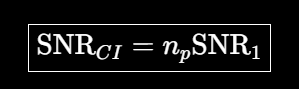 SNR_{CI} = n_p SNR_1